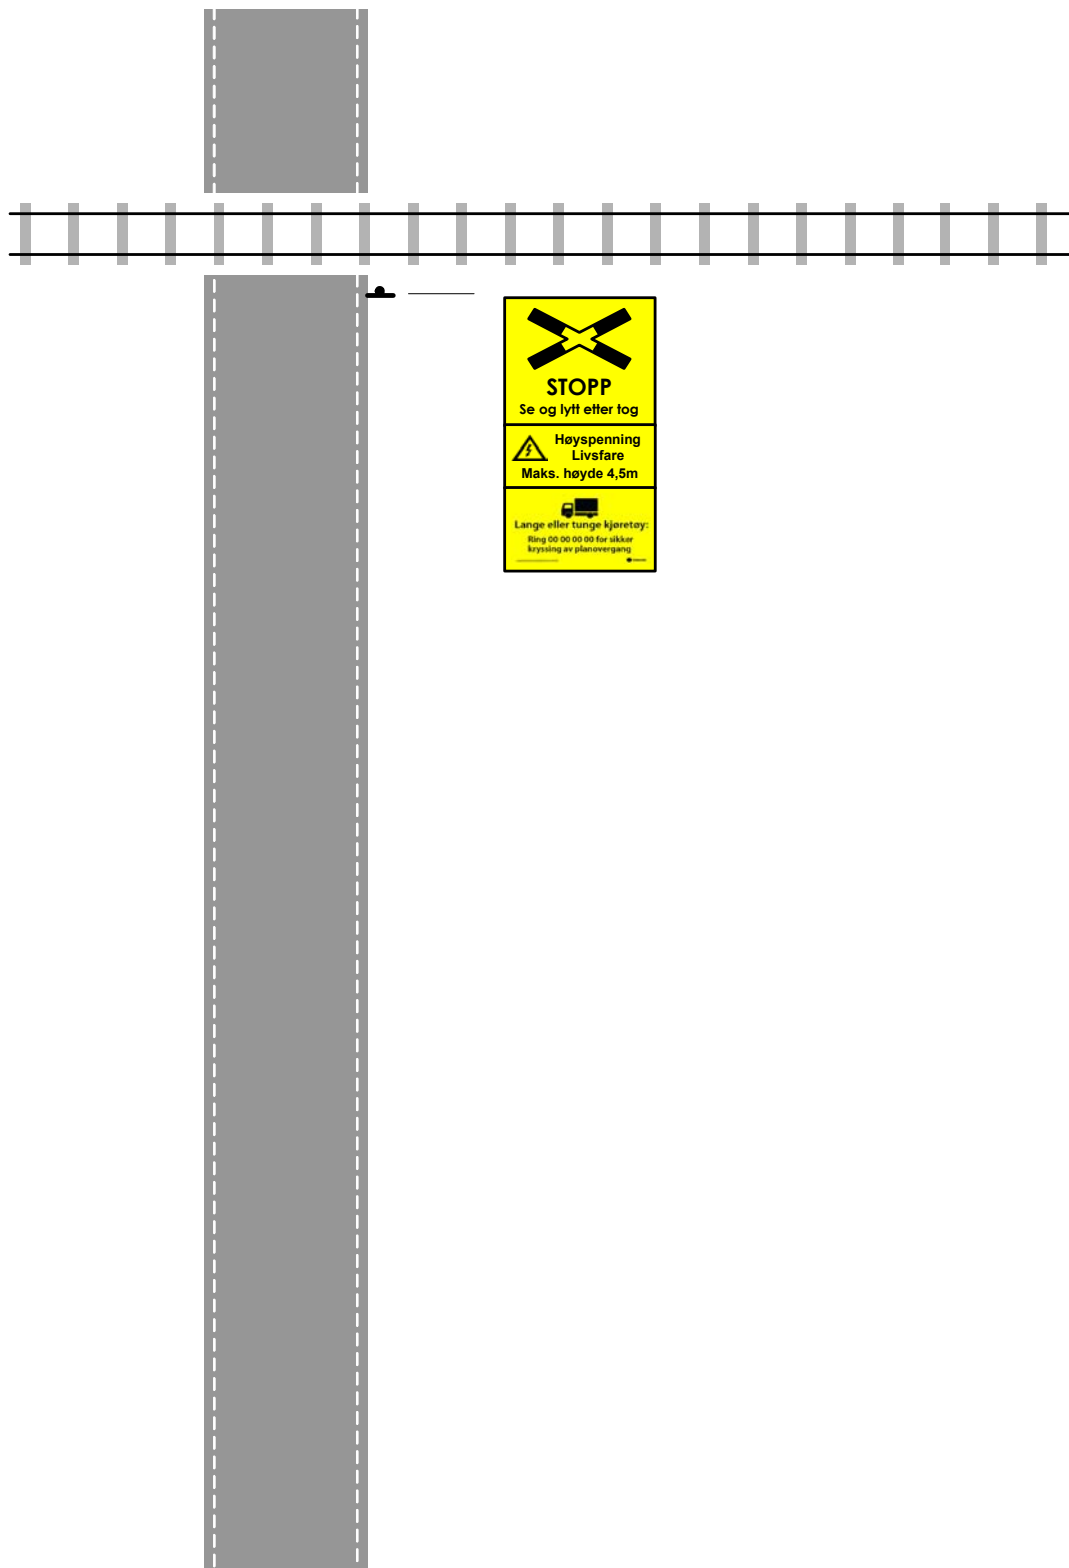 STOPP
Se og lytt etter tog
Høyspenning
Livsfare
Maks. høyde 4,5m
Lange eller tunge kjøretøy:
Ring 00 00 00 00 for sikker
kryssing av planovergang